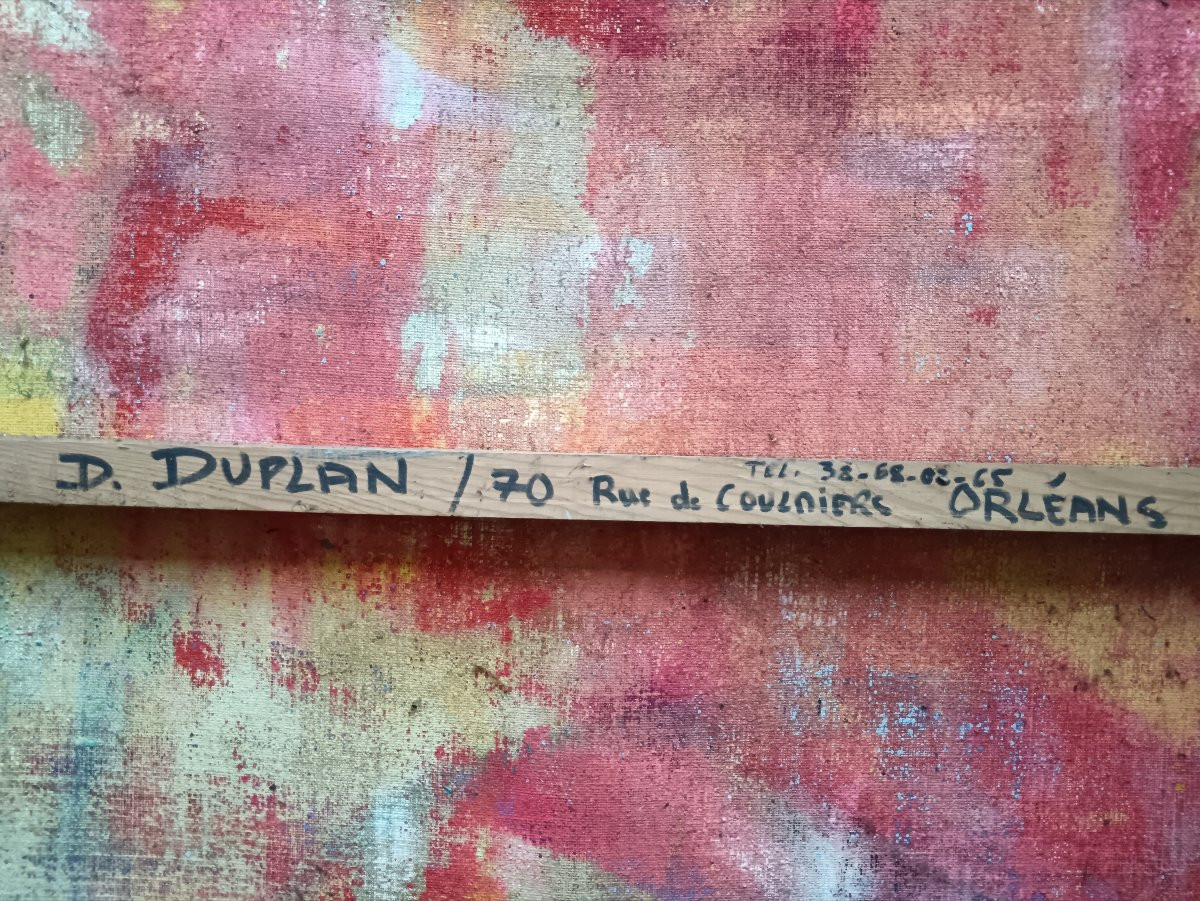 D. DUPLAN / 70 Rue de COULMIERS ORLÉANS
TEL. 38-68-02-65